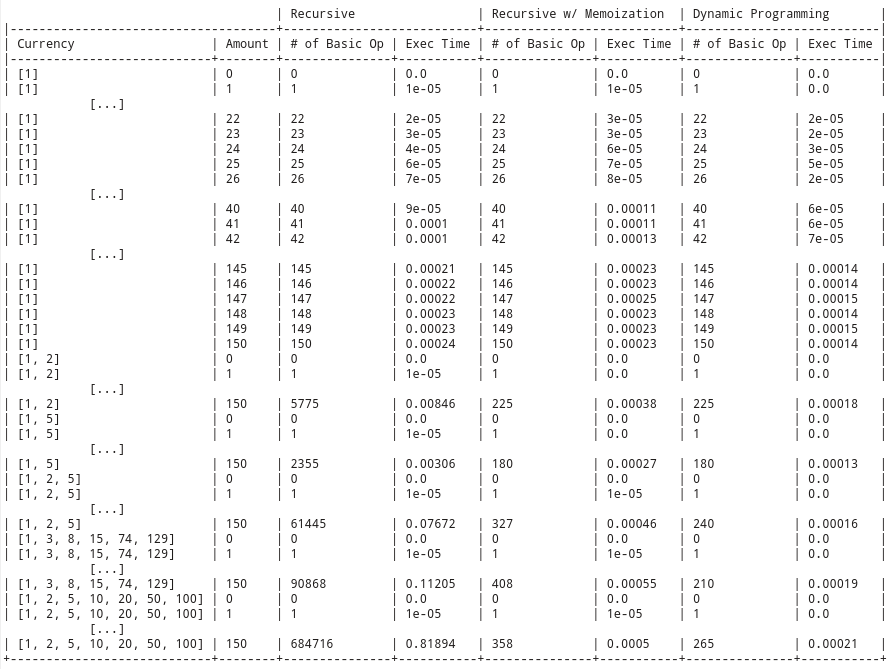 | Recursive                | Recursive w/ Memoization  | Dynamic Programming       |
|-----------------------------------+--------------------------+---------------------------+---------------------------|
| Currency                   | Amount | # of Basic Op | Exec Time | # of Basic Op | Exec Time | # of Basic Op | Exec Time |
|----------------------------+--------+---------------+-----------+---------------+-----------+---------------+-----------|
| [1]                        | 0      | 0             | 0.0       | 0             | 0.0       | 0             | 0.0       |
| [1]                        | 1      | 1             | 1e-05     | 1             | 1e-05     | 1             | 0.0       |
           [...]
| [1]                        | 22     | 22            | 2e-05     | 22            | 3e-05     | 22            | 2e-05     |
| [1]                        | 23     | 23            | 3e-05     | 23            | 3e-05     | 23            | 2e-05     |
| [1]                        | 24     | 24            | 4e-05     | 24            | 6e-05     | 24            | 3e-05     |
| [1]                        | 25     | 25            | 6e-05     | 25            | 7e-05     | 25            | 5e-05     |
| [1]                        | 26     | 26            | 7e-05     | 26            | 8e-05     | 26            | 2e-05     |
           [...]
| [1]                        | 40     | 40            | 9e-05     | 40            | 0.00011   | 40            | 6e-05     |
| [1]                        | 41     | 41            | 0.0001    | 41            | 0.00011   | 41            | 6e-05     |
| [1]                        | 42     | 42            | 0.0001    | 42            | 0.00013   | 42            | 7e-05     |
           [...]
| [1]                        | 145    | 145           | 0.00021   | 145           | 0.00023   | 145           | 0.00014   |
| [1]                        | 146    | 146           | 0.00022   | 146           | 0.00023   | 146           | 0.00014   |
| [1]                        | 147    | 147           | 0.00022   | 147           | 0.00025   | 147           | 0.00015   |
| [1]                        | 148    | 148           | 0.00023   | 148           | 0.00023   | 148           | 0.00014   |
| [1]                        | 149    | 149           | 0.00023   | 149           | 0.00023   | 149           | 0.00015   |
| [1]                        | 150    | 150           | 0.00024   | 150           | 0.00023   | 150           | 0.00014   |
| [1, 2]                     | 0      | 0             | 0.0       | 0             | 0.0       | 0             | 0.0       |
| [1, 2]                     | 1      | 1             | 1e-05     | 1             | 0.0       | 1             | 0.0       |
           [...]
| [1, 2]                     | 150    | 5775          | 0.00846   | 225           | 0.00038   | 225           | 0.00018   |
| [1, 5]                     | 0      | 0             | 0.0       | 0             | 0.0       | 0             | 0.0       |
| [1, 5]                     | 1      | 1             | 1e-05     | 1             | 0.0       | 1             | 0.0       |
           [...]
| [1, 5]                     | 150    | 2355          | 0.00306   | 180           | 0.00027   | 180           | 0.00013   |
| [1, 2, 5]                  | 0      | 0             | 0.0       | 0             | 0.0       | 0             | 0.0       |
| [1, 2, 5]                  | 1      | 1             | 1e-05     | 1             | 1e-05     | 1             | 0.0       |
           [...]
| [1, 2, 5]                  | 150    | 61445         | 0.07672   | 327           | 0.00046   | 240           | 0.00016   |
| [1, 3, 8, 15, 74, 129]     | 0      | 0             | 0.0       | 0             | 0.0       | 0             | 0.0       |
| [1, 3, 8, 15, 74, 129]     | 1      | 1             | 1e-05     | 1             | 1e-05     | 1             | 0.0       |
           [...]
| [1, 3, 8, 15, 74, 129]     | 150    | 90868         | 0.11205   | 408           | 0.00055   | 210           | 0.00019   |
| [1, 2, 5, 10, 20, 50, 100] | 0      | 0             | 0.0       | 0             | 0.0       | 0             | 0.0       |
| [1, 2, 5, 10, 20, 50, 100] | 1      | 1             | 1e-05     | 1             | 1e-05     | 1             | 0.0       |
           [...]
| [1, 2, 5, 10, 20, 50, 100] | 150    | 684716        | 0.81894   | 358           | 0.0005    | 265           | 0.00021   |
+----------------------------+--------+---------------+-----------+---------------+-----------+---------------+-----------+